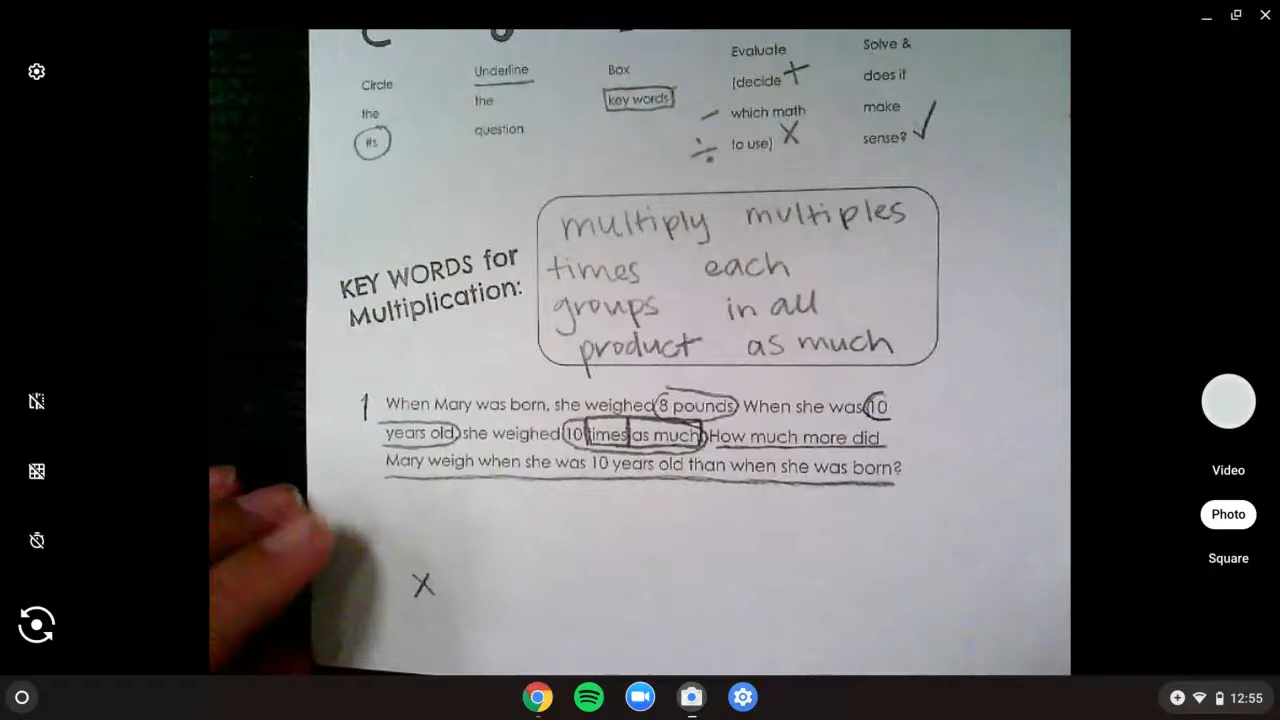 Circle
the
#s
Underline
the
question
Box
key words
Evaluate
(decide +
- which math
÷ to use) X
Solve &
does it
make
sense? ✓
KEY WORDS for
Multiplication:
multiply multiples
times each
groups in all
product as much
1 When Mary was born, she weighed 8 pounds. When she was 10
years old, she weighed 10 times as much. How much more did
Mary weigh when she was 10 years old than when she was born?
X
Video
Photo
Square
12:55